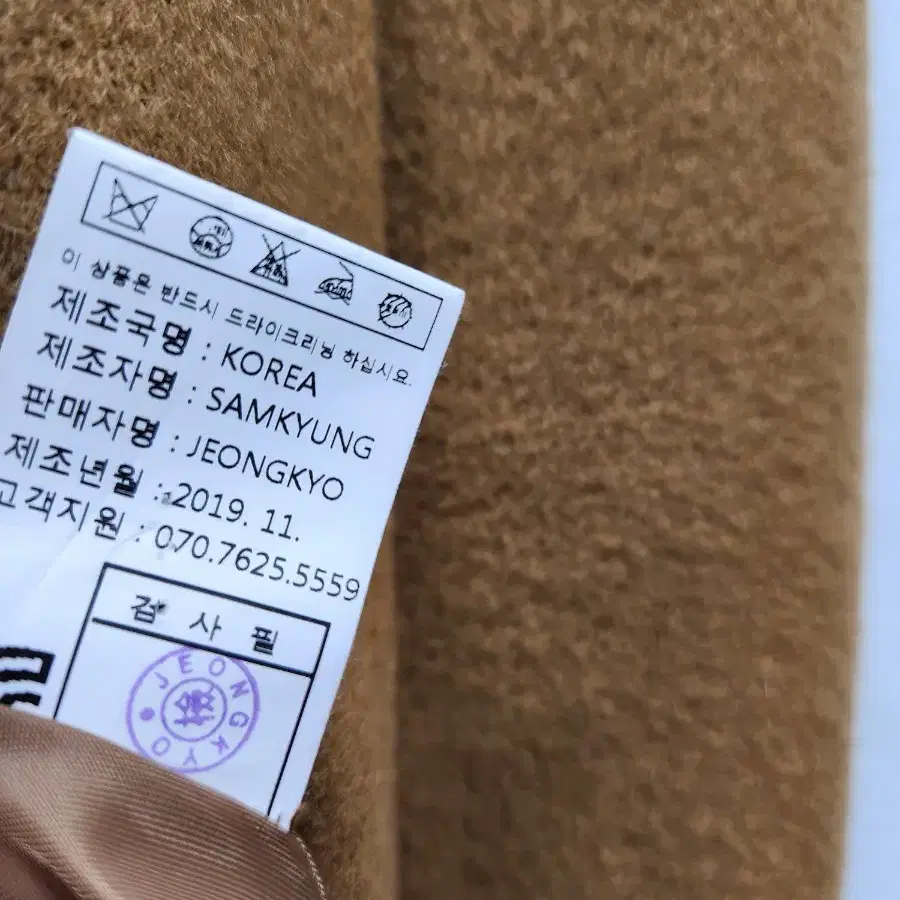 이 상품은 반드시 드라이크리닝 하십시요.
제조국명 : KOREA
제조자명 : SAMKYUNG
판매자명 : JEONGKYO
제조년월 : 2019. 11.
고객지원 : 070.7625.5559
검 사 필
JEONGKYO
檢